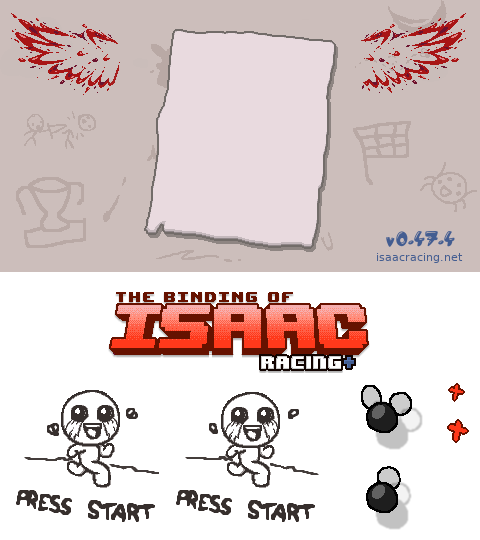 v0.47.4
isaacracing.net
THE BINDING OF
ISAAC
RACING+
PRESS START
PRESS START